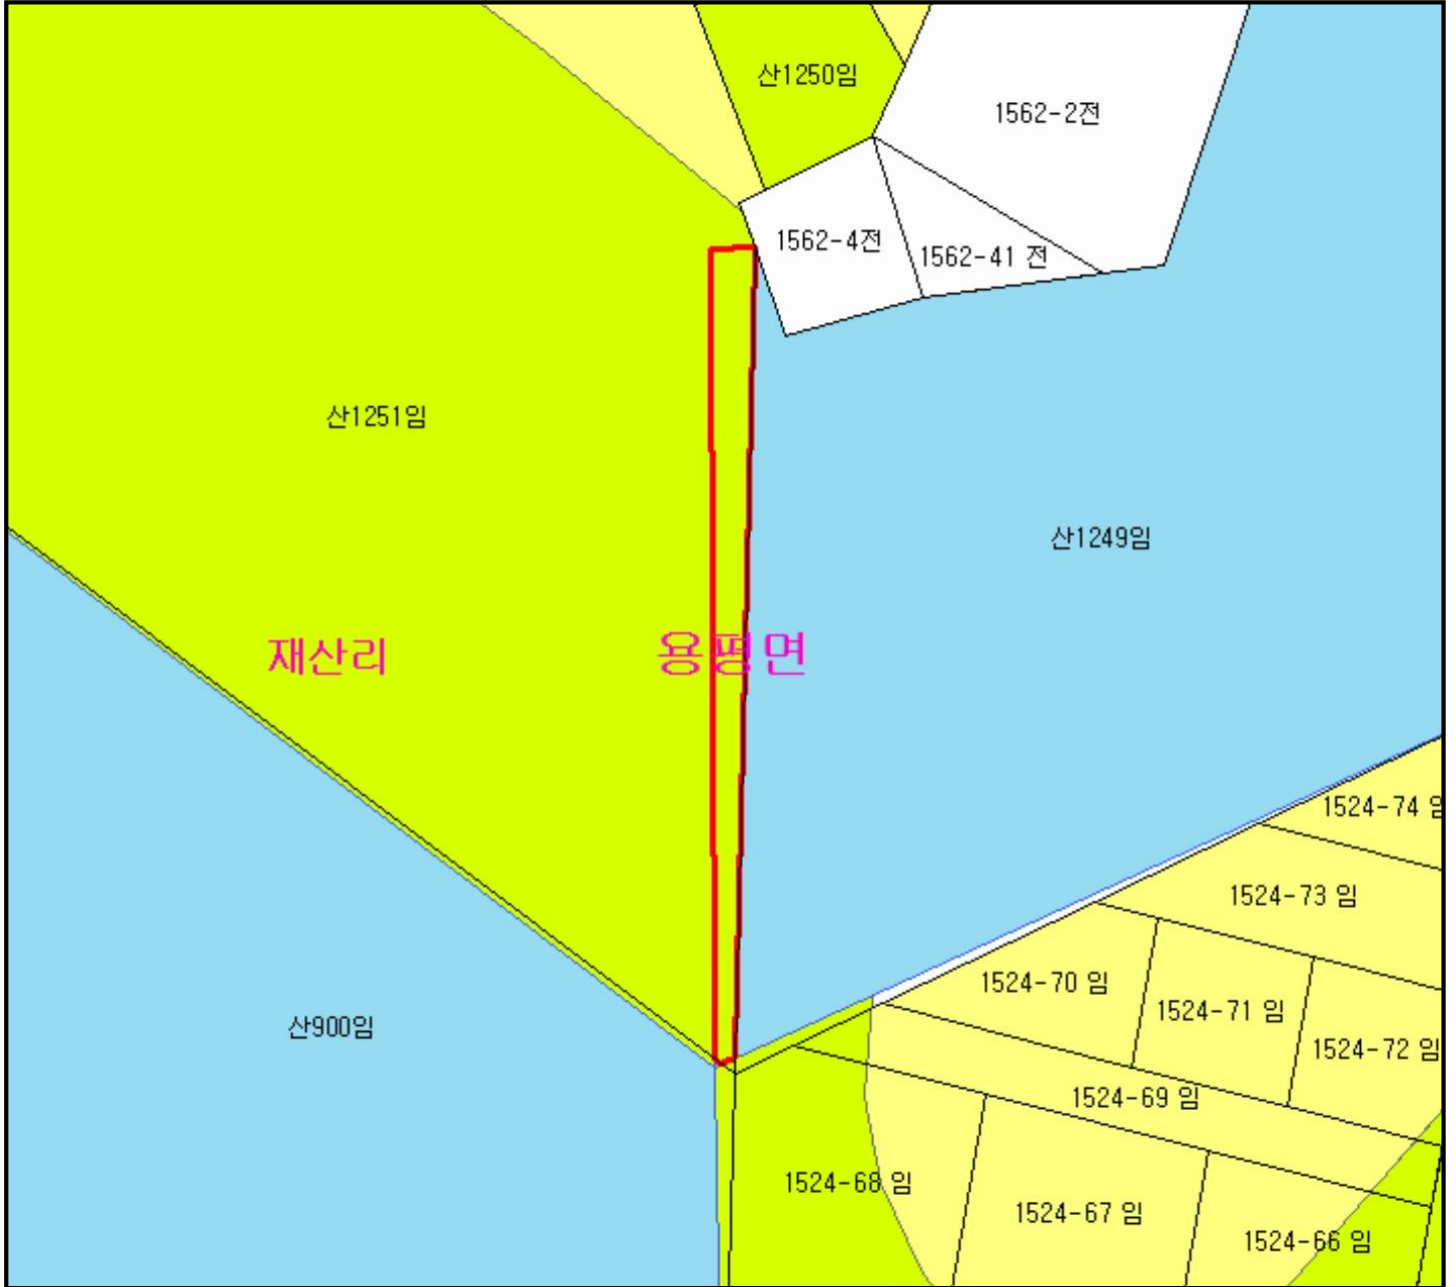 산1250임
1562-2전
1562-4전
1562-41 전
산1251임
산1249임
재산리
용평면
1524-74 임
1524-73 임
1524-70 임
1524-71 임
1524-72 임
산900임
1524-69 임
1524-68 임
1524-67 임
1524-66 임